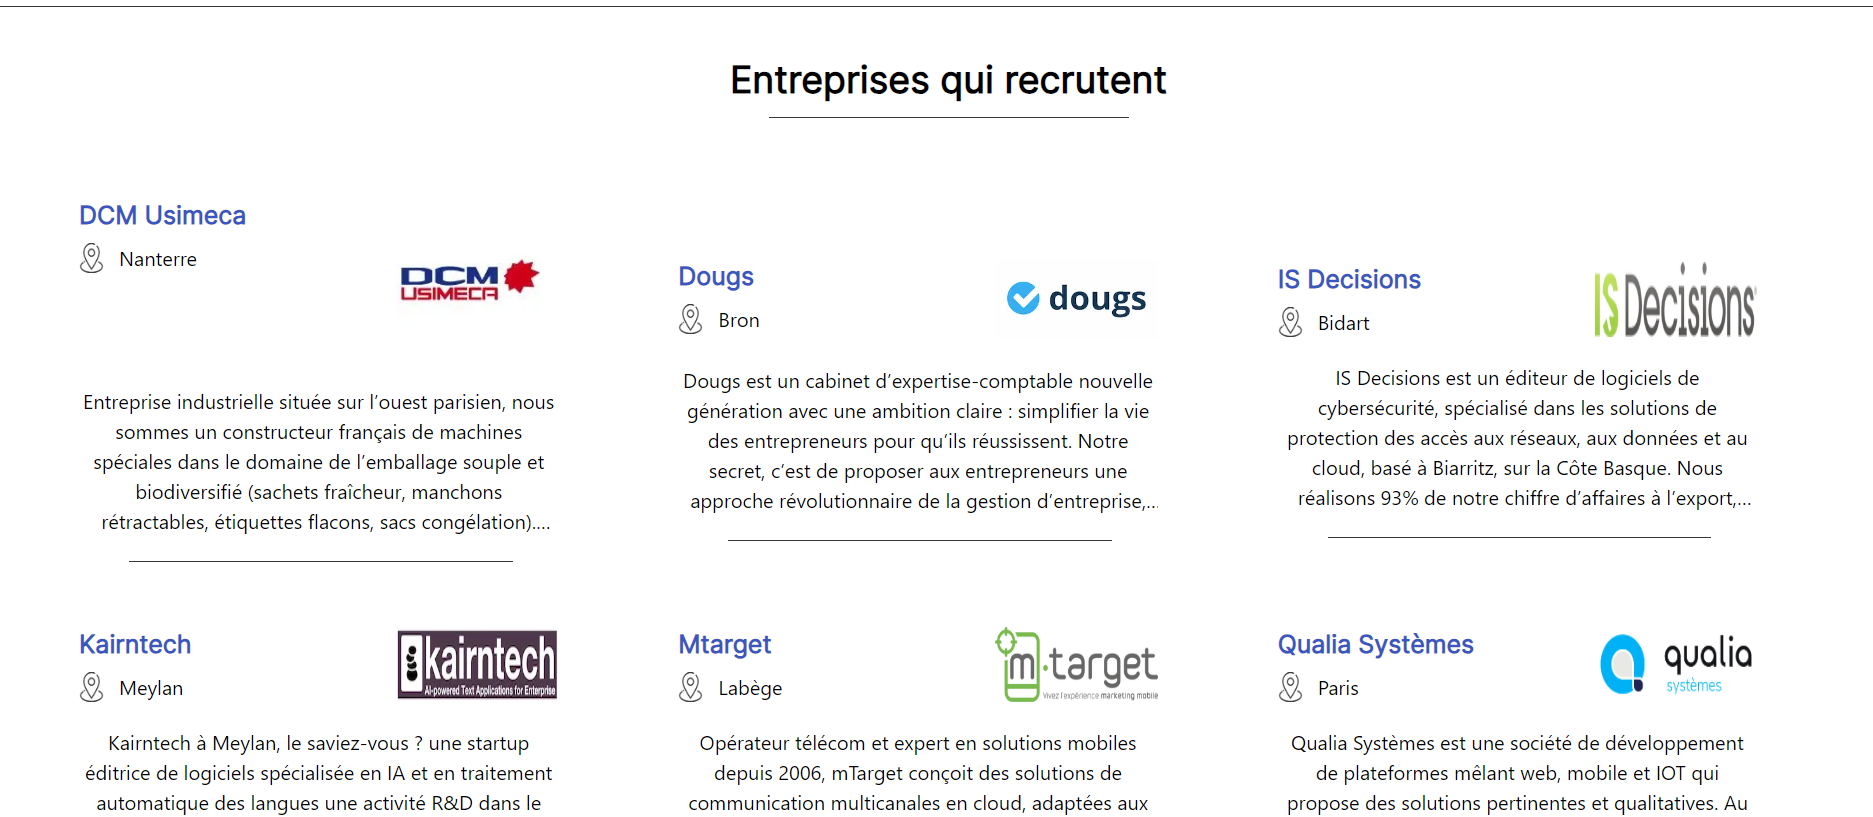 Entreprises qui recrutent
DCM Usimeca
Nanterre
DCM
USIMECA
Entreprise industrielle située sur l’ouest parisien, nous
sommes un constructeur français de machines
spéciales dans le domaine de l’emballage souple et
biodiversifié (sachets fraîcheur, manchons
rétractables, étiquettes flacons, sacs congélation)....
Dougs
Bron
dougs
Dougs est un cabinet d’expertise-comptable nouvelle
génération avec une ambition claire : simplifier la vie
des entrepreneurs pour qu’ils réussissent. Notre
secret, c’est de proposer aux entrepreneurs une
approche révolutionnaire de la gestion d’entreprise,...
IS Decisions
Bidart
IS Decisions
IS Decisions est un éditeur de logiciels de
cybersécurité, spécialisé dans les solutions de
protection des accès aux réseaux, aux données et au
cloud, basé à Biarritz, sur la Côte Basque. Nous
réalisons 93% de notre chiffre d’affaires à l’export,...
Kairntech
Meylan
kairntech
AI-powered Text Applications for Enterprise
Kairntech à Meylan, le saviez-vous ? une startup
éditrice de logiciels spécialisée en IA et en traitement
automatique des langues une activité R&D dans le
Mtarget
Labège
m·target
Vivez l'expérience marketing mobile
Opérateur télécom et expert en solutions mobiles
depuis 2006, mTarget conçoit des solutions de
communication multicanales en cloud, adaptées aux
Qualia Systèmes
Paris
qualia
systèmes
Qualia Systèmes est une société de développement
de plateformes mêlant web, mobile et IOT qui
propose des solutions pertinentes et qualitatives. Au